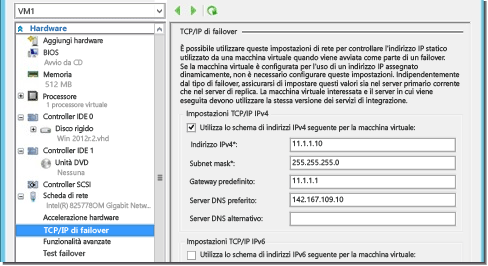 VM1
Hardware
Aggiungi hardware
BIOS
Avvio da CD
Memoria
512 MB
Processore
1 processore virtuale
Controller IDE 0
Disco rigido
Win 2012r.2.vhd
Controller IDE 1
Unità DVD
Nessuna
Controller SCSI
Scheda di rete
Intel(R) 825778OM Gigabit Netw...
Accelerazione hardware
TCP/IP di failover
Funzionalità avanzate
Test failover
TCP/IP di failover
È possibile utilizzare queste impostazioni di rete per controllare l'indirizzo IP statico
utilizzato da una macchina virtuale quando viene avviata come parte di un failover.
Se la macchina virtuale è configurata per l'uso di un indirizzo IP assegnato
dinamicamente, non è necessario configurare queste impostazioni. Indipendentemente
dal tipo di failover, assicurarsi di impostare questi valori sia nel server primario corrente
che nel server di replica. La macchina virtuale interessata e il server in cui viene
eseguita devono utilizzare la stessa versione dei servizi di integrazione.
Impostazioni TCP/IP IPv4
Utilizza lo schema di indirizzi IPv4 seguente per la macchina virtuale:
Indirizzo IPv4*:
11.1.1.10
Subnet mask*:
255.255.255.0
Gateway predefinito:
11.1.1.1
Server DNS preferito:
142.167.109.10
Server DNS alternativo:
Impostazioni TCP/IP IPv6
Utilizza lo schema di indirizzi IPv6 seguente per la macchina virtuale: